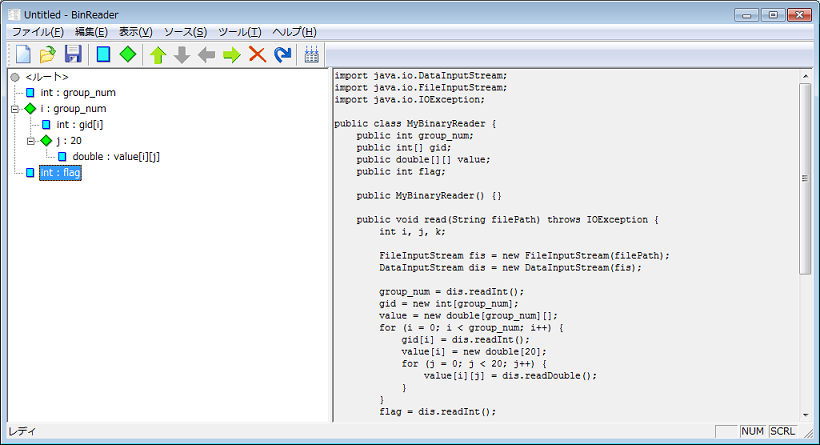 Untitled - BinReader
ファイル(F) 編集(E) 表示(V) ソース(S) ツール(T) ヘルプ(H)
<ルート>
int : group_num
i : group_num
int : gid[i]
j : 20
double : value[i][j]
int : flag
import java.io.DataInputStream;
import java.io.FileInputStream;
import java.io.IOException;
public class MyBinaryReader {
public int group_num;
public int[] gid;
public double[][] value;
public int flag;
public MyBinaryReader() {}
public void read(String filePath) throws IOException {
int i, j, k;
FileInputStream fis = new FileInputStream(filePath);
DataInputStream dis = new DataInputStream(fis);
group_num = dis.readInt();
gid = new int[group_num];
value = new double[group_num][];
for (i = 0; i < group_num; i++) {
gid[i] = dis.readInt();
value[i] = new double[20];
for (j = 0; j < 20; j++) {
value[i][j] = dis.readDouble();
}
}
flag = dis.readInt();
レディ
NUM SCRL